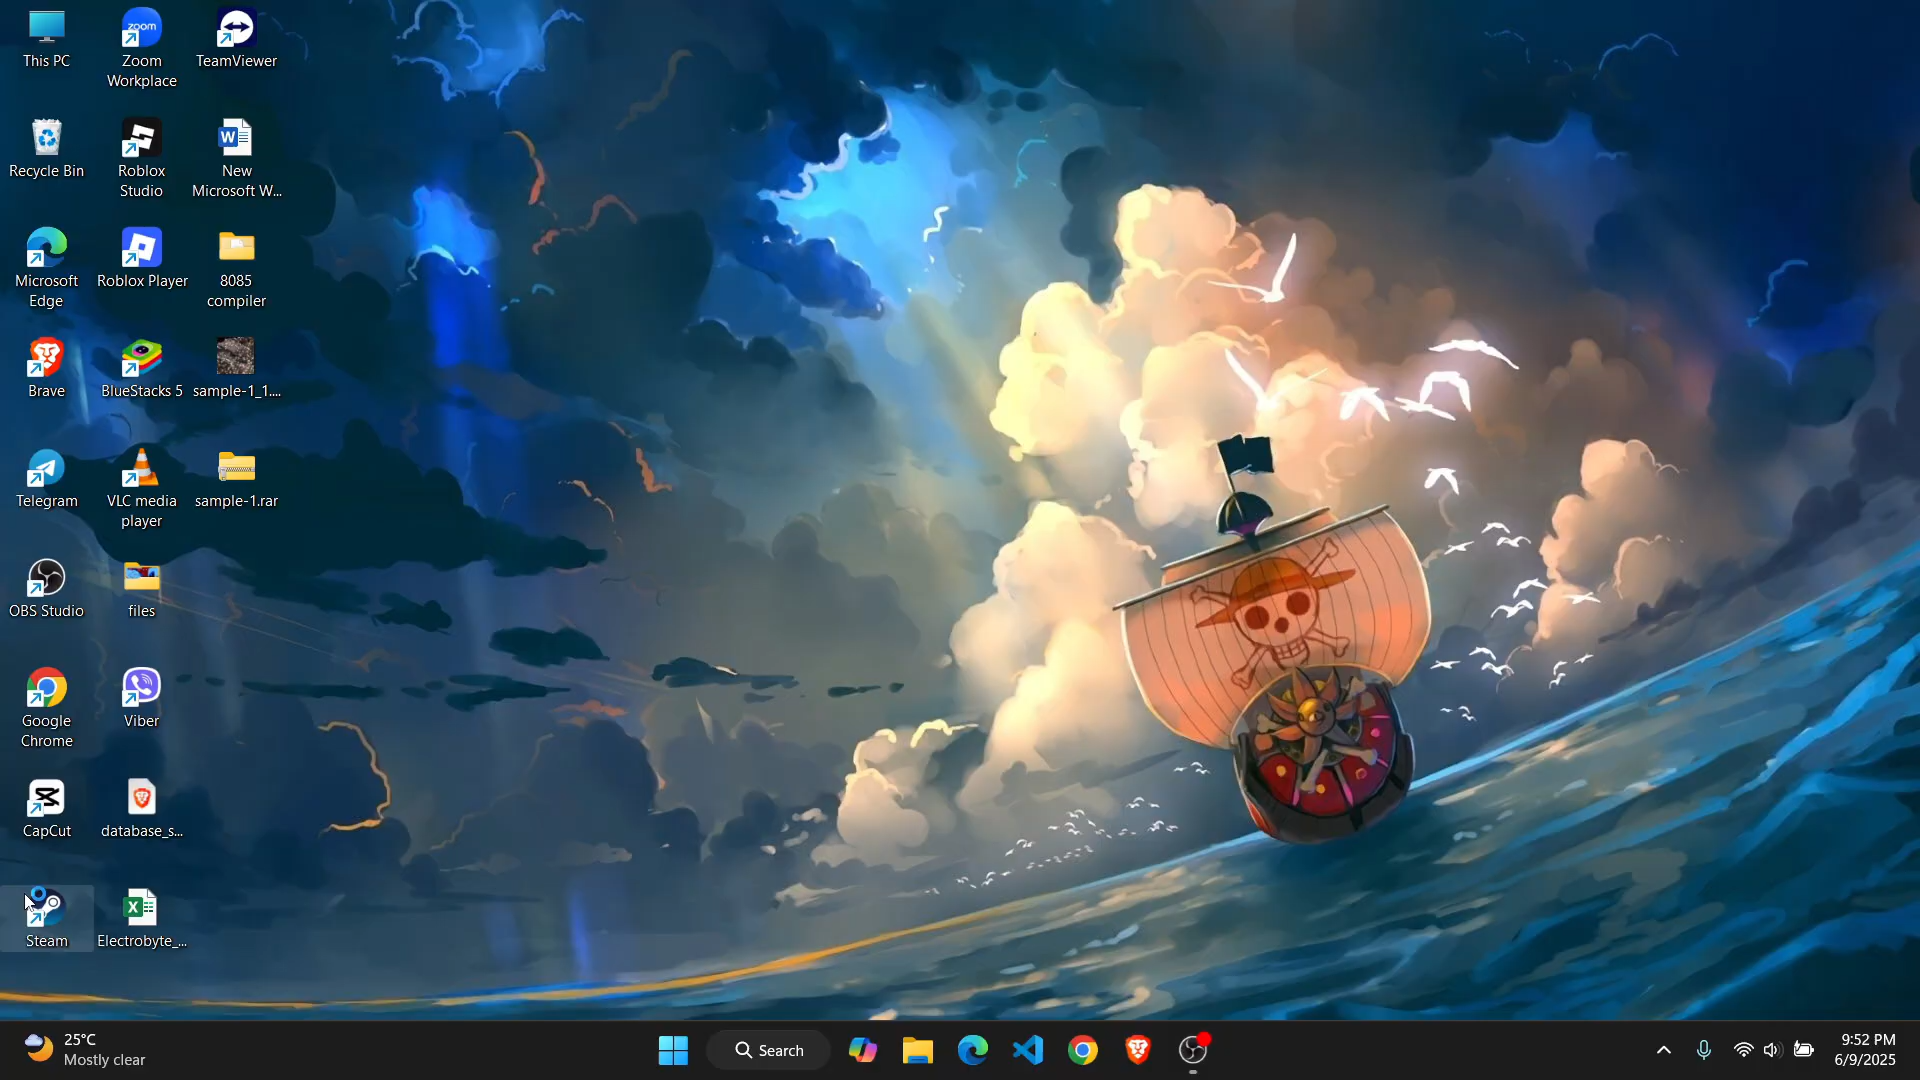 This PC
Zoom
Workplace
TeamViewer
Recycle Bin
Roblox
Studio
New
Microsoft W...
Microsoft
Edge
Roblox Player
8085
compiler
Brave
BlueStacks 5
sample-1_1....
Telegram
VLC media
player
sample-1.rar
OBS Studio
files
Google
Chrome
Viber
CapCut
database_s...
Steam
Electrobyte_...
25°C
Mostly clear
Search
9:52 PM
6/9/2025
zoom